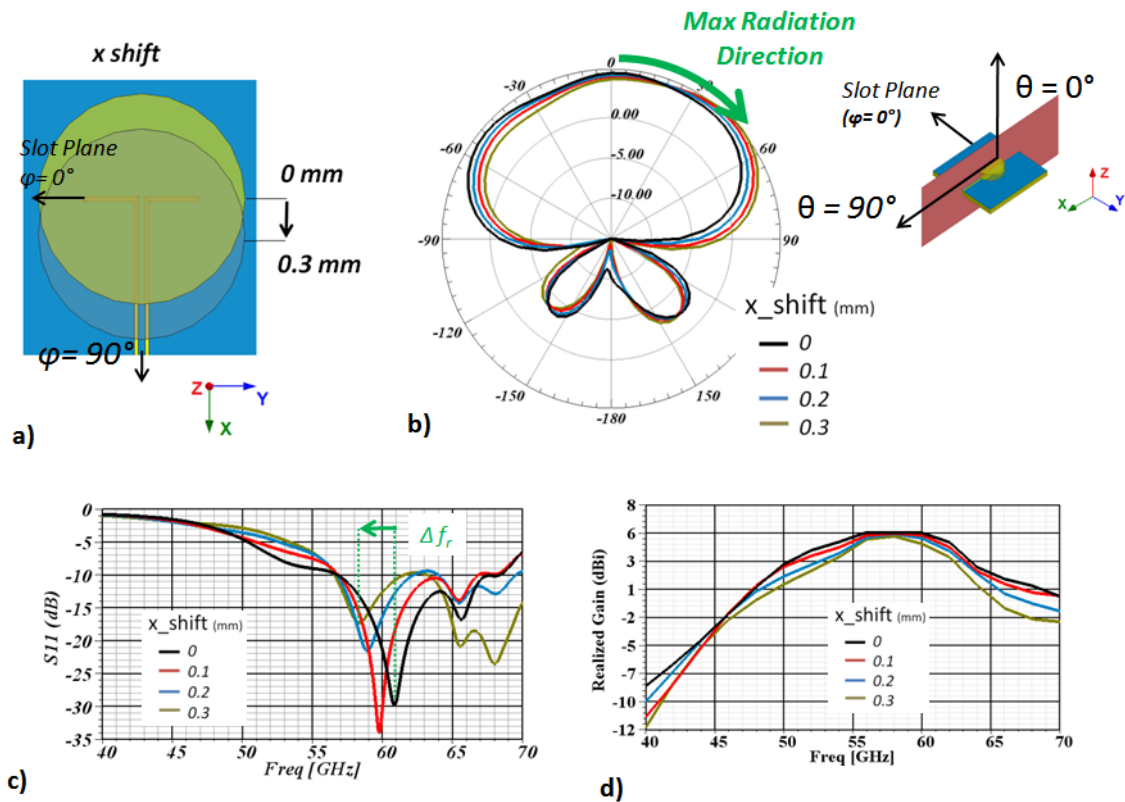 x shift
Slot Plane
φ= 0°
0 mm
0.3 mm
φ= 90°
Z
Y
X
a)
Max Radiation
Direction
0
-30
30
-60
60
-90
90
-120
-150
150
-180
0.00
-5.00
-10.00
x_shift (mm)
0
0.1
0.2
0.3
b)
Slot Plane
(φ= 0°)
θ = 0°
θ = 90°
Z
X
Y
0
-5
-10
-15
-20
-25
-30
-35
S11 (dB)
Δfr
x_shift (mm)
0
0.1
0.2
0.3
40
45
50
55
60
65
70
Freq [GHz]
c)
8
6
3
1
-2
-5
-7
-10
-12
Realized Gain (dBi)
x_shift (mm)
0
0.1
0.2
0.3
40
45
50
55
60
65
70
Freq [GHz]
d)